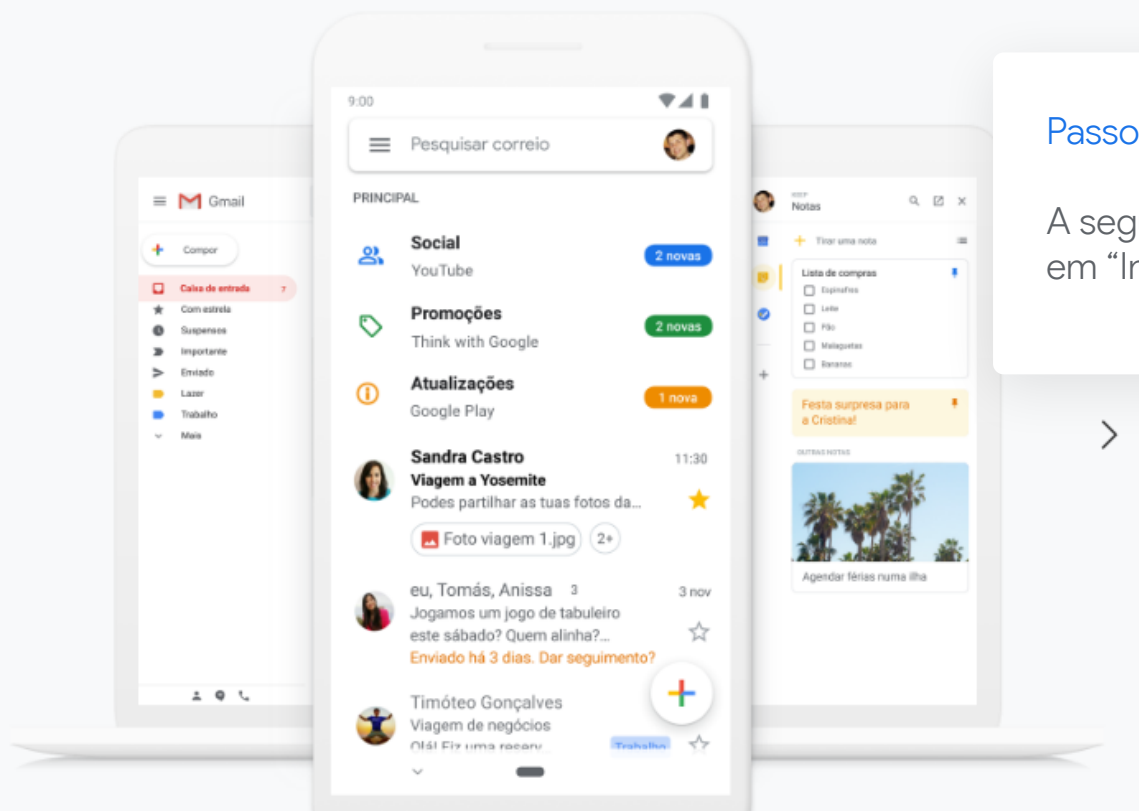 Gmail
Compor
Caixa de entrada 7
Com estrela
Suspensos
Importante
Enviado
Lazer
Trabalho
Mais
9:00
Pesquisar correio
PRINCIPAL
Social
YouTube
2 novas
Promoções
Think with Google
2 novas
Atualizações
Google Play
1 nova
Sandra Castro 11:30
Viagem a Yosemite
Podes partilhar as tuas fotos da...
Foto viagem 1.jpg 2+
eu, Tomás, Anissa 3 3 nov
Jogamos um jogo de tabuleiro
este sábado? Quem alinha?...
Enviado há 3 dias. Dar seguimento?
Timóteo Gonçalves
Viagem de negócios
Olá! Fiz uma reserv... Trabalho
KEEP
Notas
Tirar uma nota
Lista de compras
Espinafres
Leite
Pão
Malaguetas
Bananas
Festa surpresa para
a Cristina!
OUTRAS NOTAS
Agendar férias numa ilha
Passo
A seg
em “I